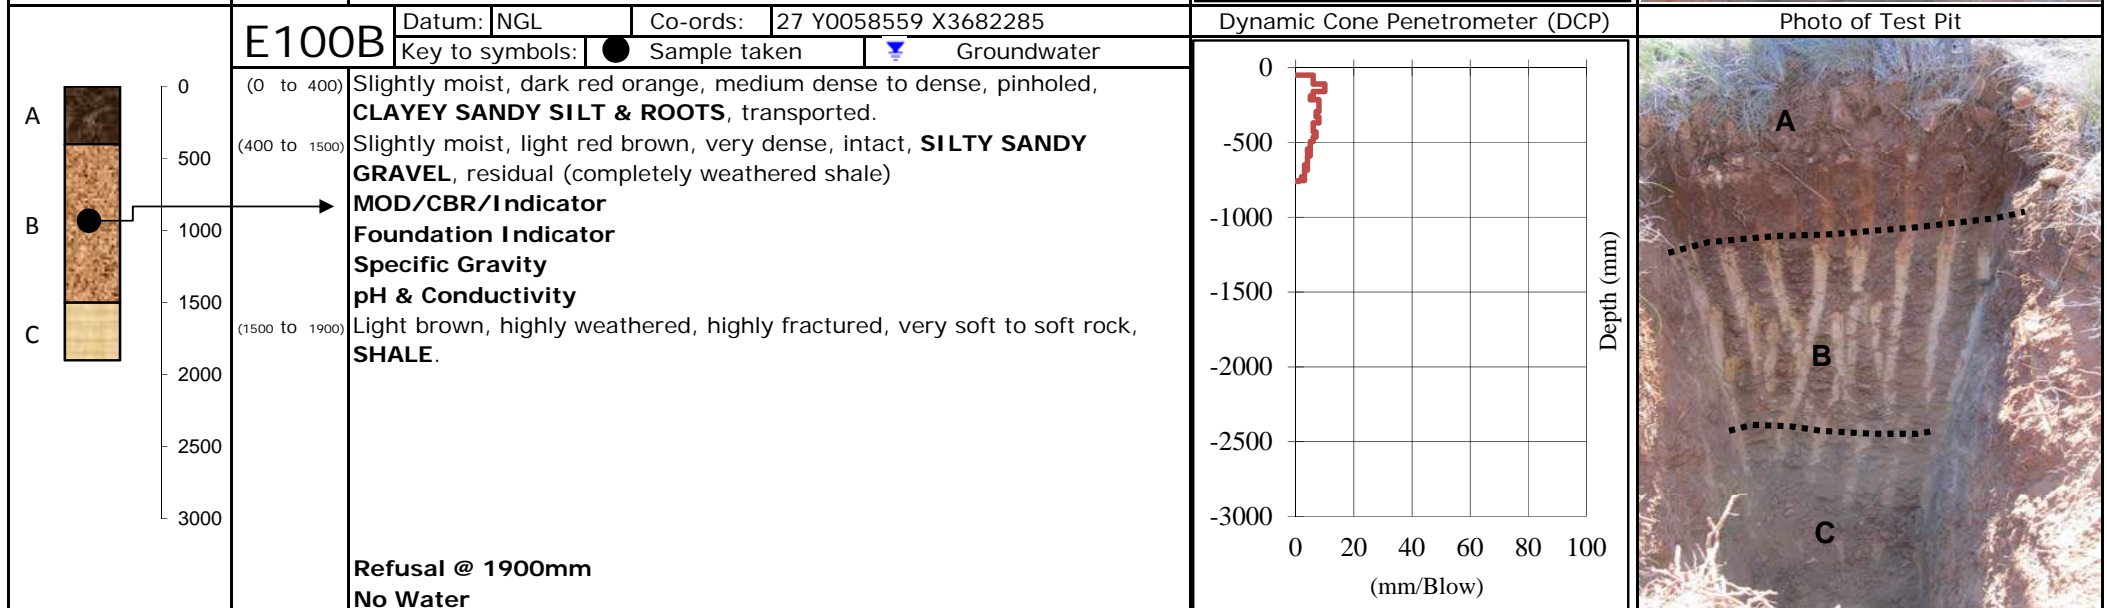 E100B
Datum: NGL Co-ords: 27 Y0058559 X3682285
Key to symbols: Sample taken Groundwater
Dynamic Cone Penetrometer (DCP)
Photo of Test Pit
A
B
C
0
500
1000
1500
2000
2500
3000
(0 to 400) Slightly moist, dark red orange, medium dense to dense, pinholed,
CLAYEY SANDY SILT & ROOTS, transported.
(400 to 1500) Slightly moist, light red brown, very dense, intact, SILTY SANDY
GRAVEL, residual (completely weathered shale)
MOD/CBR/Indicator
Foundation Indicator
Specific Gravity
pH & Conductivity
(1500 to 1900) Light brown, highly weathered, highly fractured, very soft to soft rock,
SHALE.
Refusal @ 1900mm
No Water
0
-500
-1000
-1500
-2000
-2500
-3000
0 20 40 60 80 100
(mm/Blow)
Depth (mm)
A
B
C